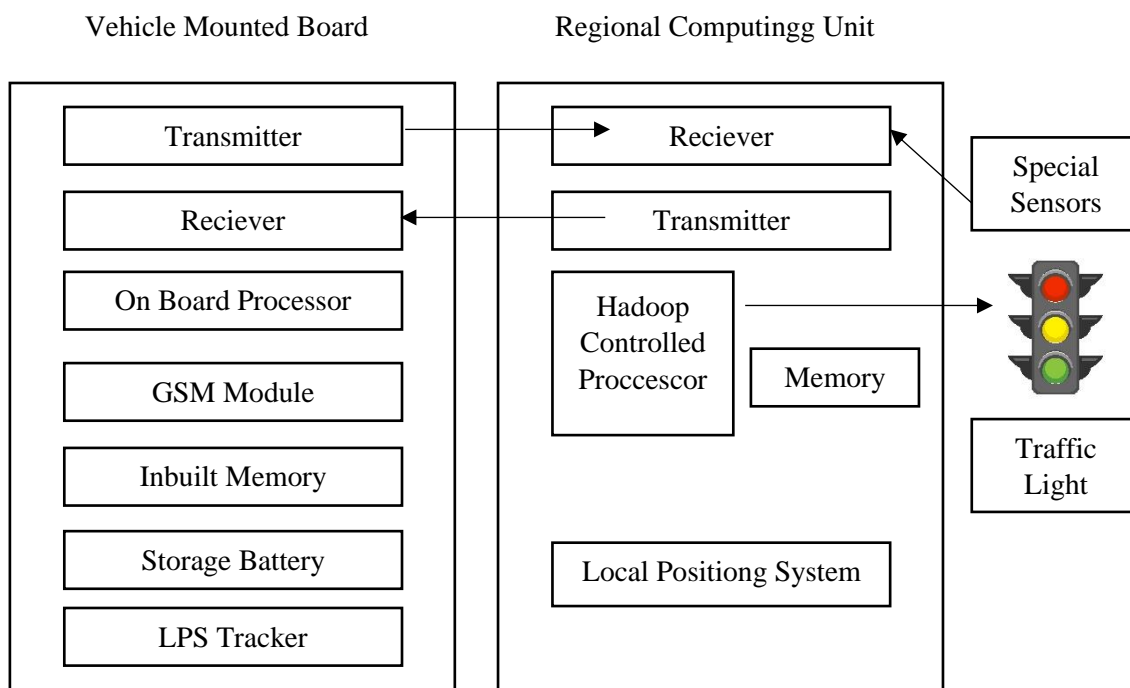 Vehicle Mounted Board
Regional Computingg Unit
Transmitter
Reciever
On Board Processor
GSM Module
Inbuilt Memory
Storage Battery
LPS Tracker
Reciever
Transmitter
Hadoop
Controlled
Proccescor
Memory
Local Positiong System
Special
Sensors
Traffic
Light